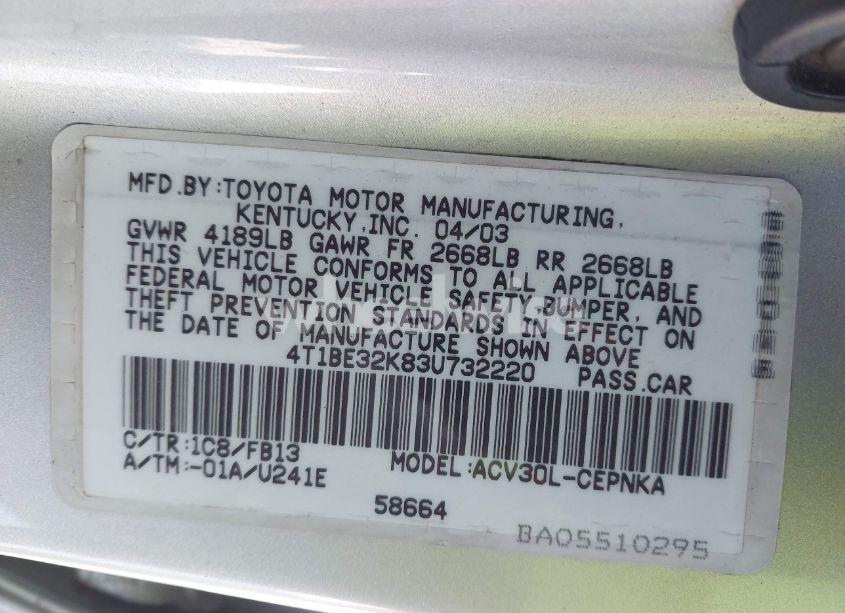 MFD.BY:TOYOTA MOTOR MANUFACTURING,
KENTUCKY,INC. 04/03
GVWR 4189LB GAWR FR 2668LB RR 2668LB
THIS VEHICLE CONFORMS TO ALL APPLICABLE
FEDERAL MOTOR VEHICLE SAFETY,BUMPER, AND
THEFT PREVENTION STANDARDS IN EFFECT ON
THE DATE OF MANUFACTURE SHOWN ABOVE
4T1BE32K83U732220 PASS.CAR
C/TR:1C8/FB13
A/TM:-01A/U241E
MODEL:ACV30L-CEPNKA
58664
BA05510295